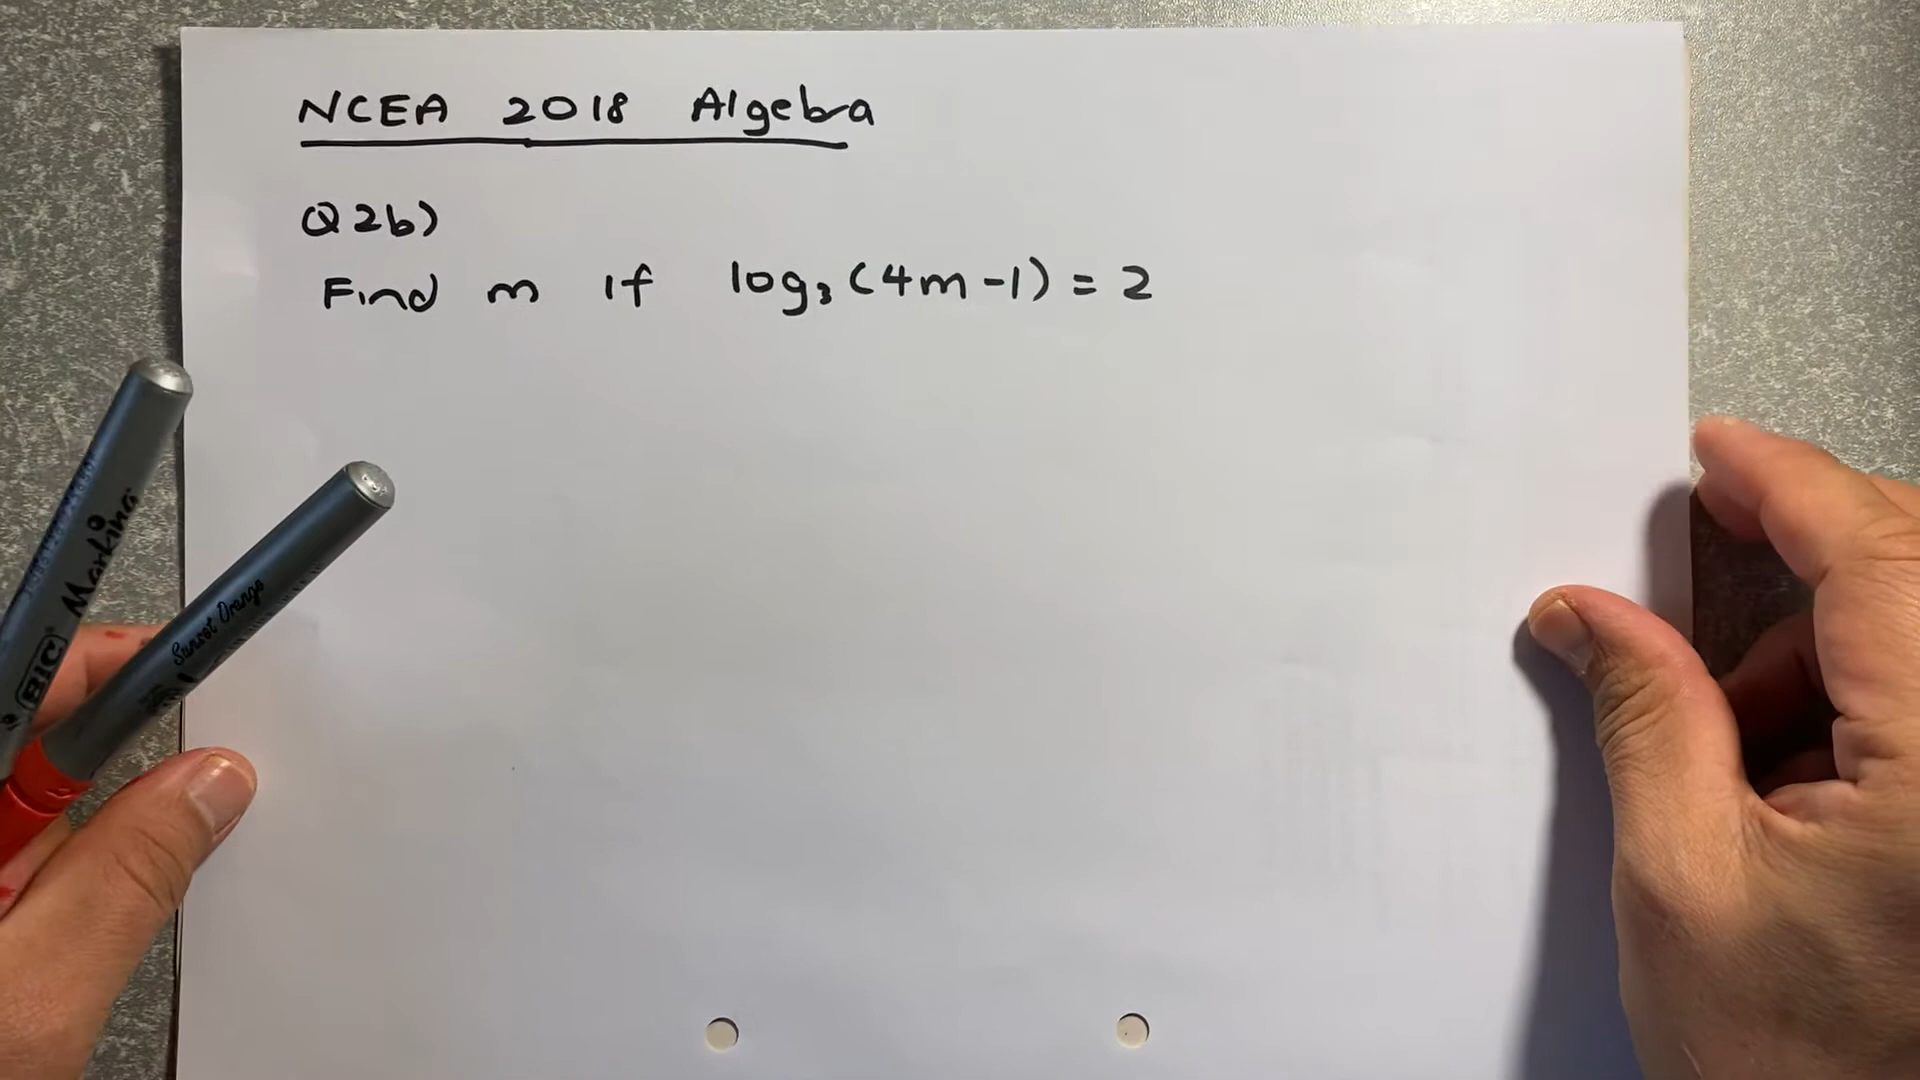 NCEA 2018 Algebra
Q2b)
Find m if log₃(4m-1) = 2
BIC® Marking
Sunset Orange